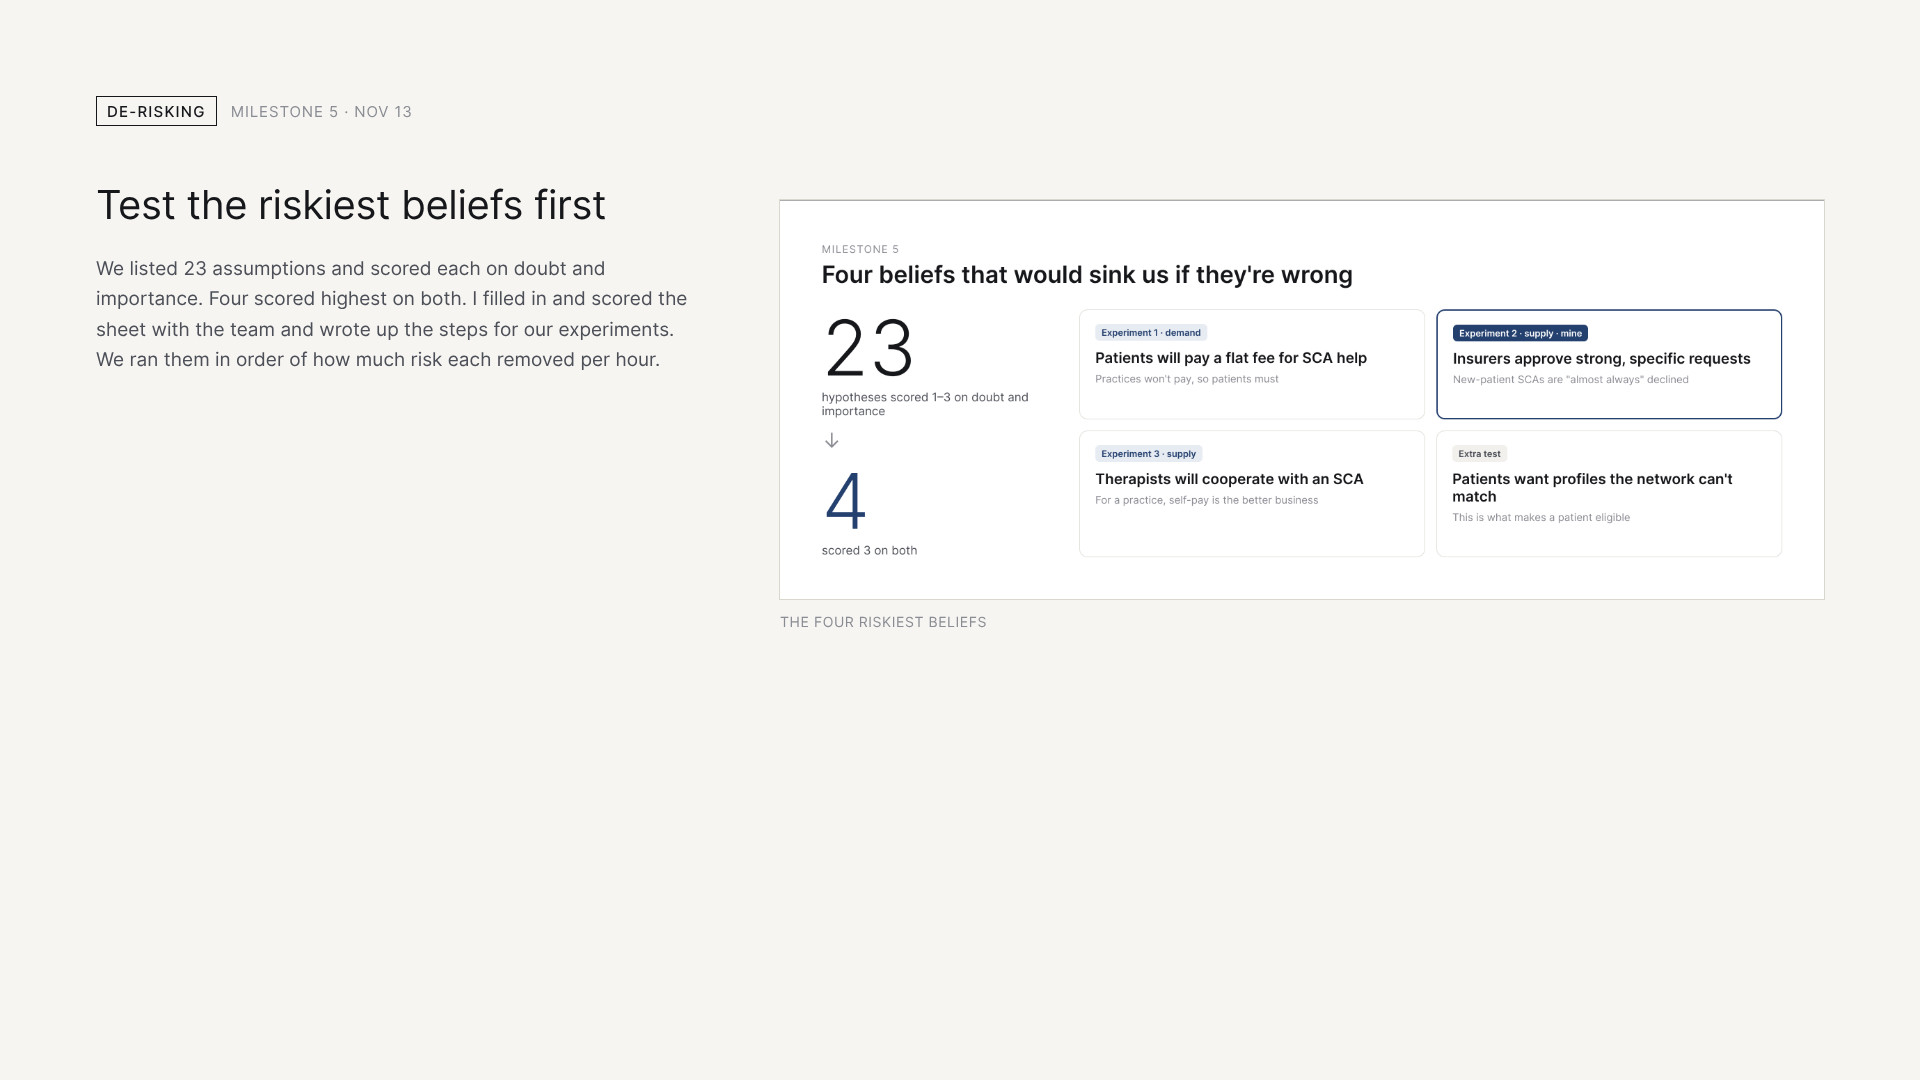 DE-RISKING MILESTONE 5 · NOV 13
Test the riskiest beliefs first
We listed 23 assumptions and scored each on doubt and
importance. Four scored highest on both. I filled in and scored the
sheet with the team and wrote up the steps for our experiments.
We ran them in order of how much risk each removed per hour.
MILESTONE 5
Four beliefs that would sink us if they're wrong
23
hypotheses scored 1–3 on doubt and
importance
↓
4
scored 3 on both
Experiment 1 · demand
Patients will pay a flat fee for SCA help
Practices won't pay, so patients must
Experiment 2 · supply · mine
Insurers approve strong, specific requests
New-patient SCAs are "almost always" declined
Experiment 3 · supply
Therapists will cooperate with an SCA
For a practice, self-pay is the better business
Extra test
Patients want profiles the network can't
match
This is what makes a patient eligible
THE FOUR RISKIEST BELIEFS